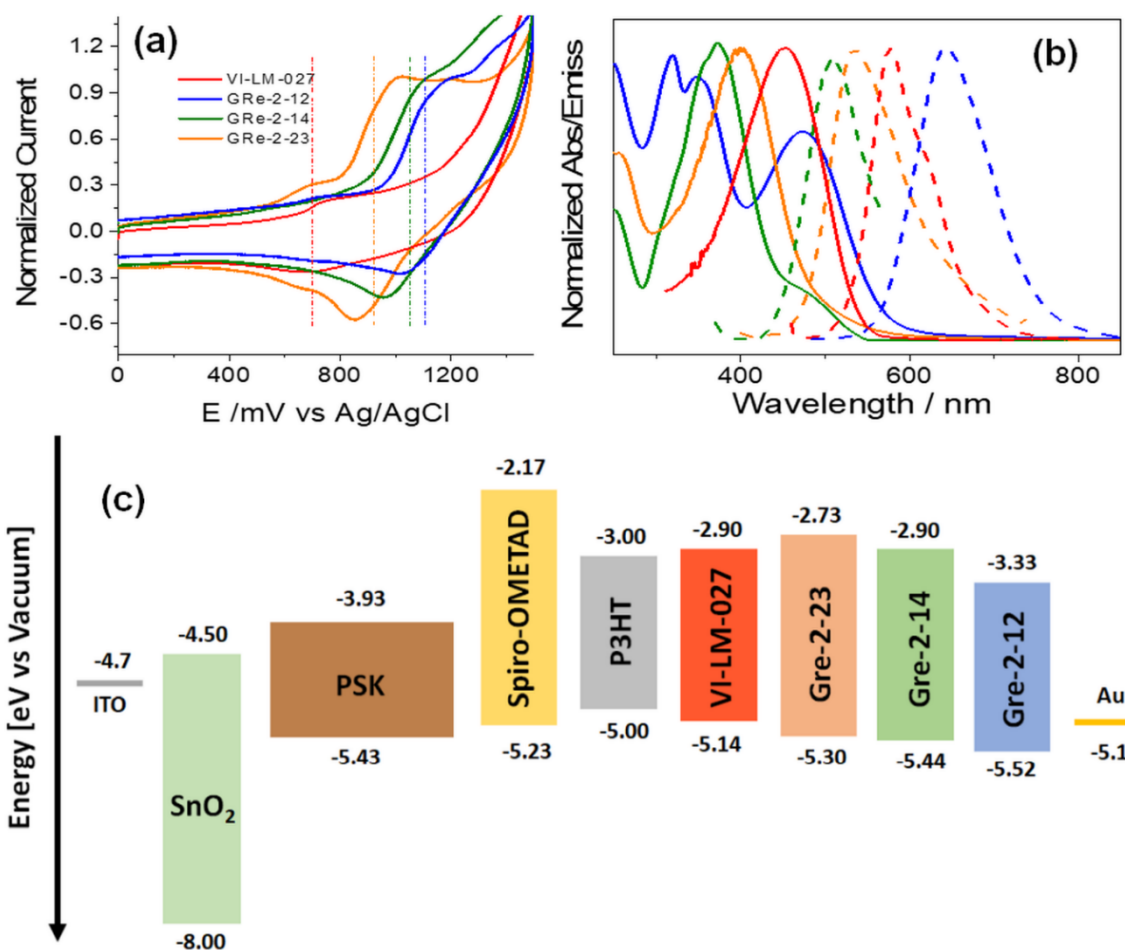 (a)
1.2
0.9
0.6
0.3
0.0
-0.3
-0.6
Normalized Current
VI-LM-027
GRe-2-12
GRe-2-14
GRe-2-23
0 400 800 1200
E /mV vs Ag/AgCl
(b)
Normalized Abs/Emiss
400 600 800
Wavelength / nm
(c)
Energy [eV vs Vacuum]
-4.7
ITO
-4.50
SnO₂
-8.00
-3.93
PSK
-5.43
-2.17
Spiro-OMETAD
-5.23
-3.00
P3HT
-5.00
-2.90
VI-LM-027
-5.14
-2.73
Gre-2-23
-5.30
-2.90
Gre-2-14
-5.44
-3.33
Gre-2-12
-5.52
Au
-5.1